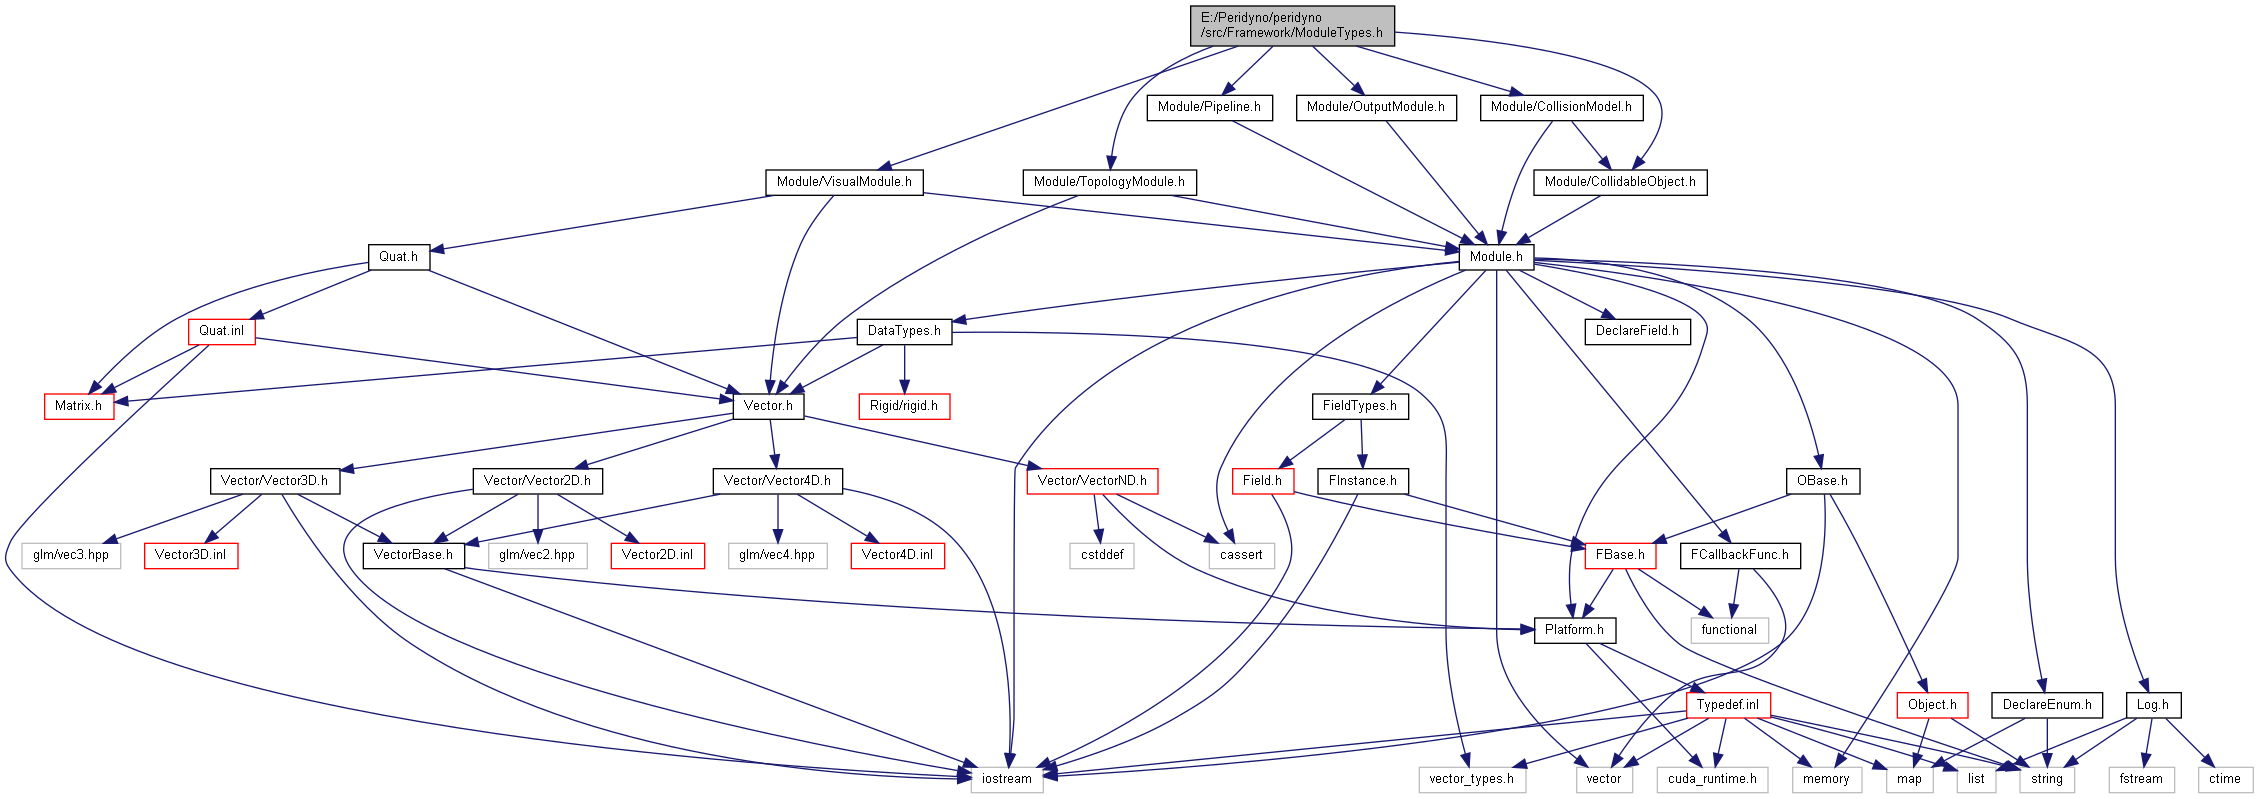 E:/Peridyno/peridyno
/src/Framework/ModuleTypes.h
Module/Pipeline.h
Module/OutputModule.h
Module/CollisionModel.h
Module/VisualModule.h
Module/TopologyModule.h
Module/CollidableObject.h
Quat.h
Module.h
Quat.inl
DataTypes.h
DeclareField.h
Matrix.h
Vector.h
Rigid/rigid.h
FieldTypes.h
Vector/Vector3D.h
Vector/Vector2D.h
Vector/Vector4D.h
Vector/VectorND.h
Field.h
FInstance.h
OBase.h
glm/vec3.hpp
Vector3D.inl
VectorBase.h
glm/vec2.hpp
Vector2D.inl
glm/vec4.hpp
Vector4D.inl
cstddef
cassert
FBase.h
FCallbackFunc.h
Platform.h
functional
Typedef.inl
Object.h
DeclareEnum.h
Log.h
iostream
vector_types.h
vector
cuda_runtime.h
memory
map
list
string
fstream
ctime